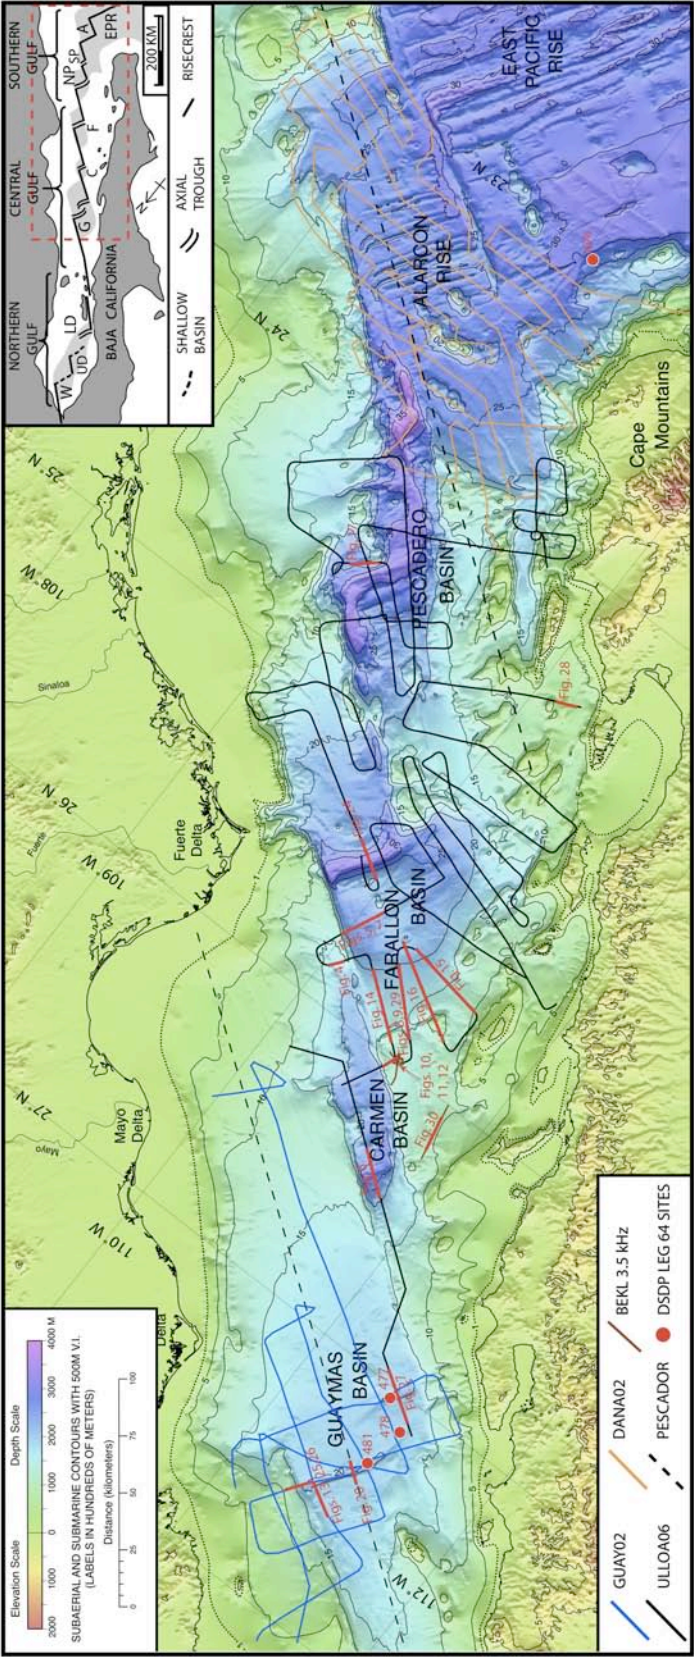 NORTHERN
GULF
CENTRAL
GULF
SOUTHERN
GULF
W
UD
LD
G
C
F
NP
SP
A
EPR
BAJA CALIFORNIA
N
200 KM
SHALLOW
BASIN
AXIAL
TROUGH
RISECREST
EAST
PACIFIC
RISE
23° N
ALARCON
RISE
24° N
Cape
Mountains
25° N
108° W
PESCADERO
BASIN
Sinaloa
26° N
Fuerte
Fuerte
Delta
109° W
Fig. 28
FARALLON
BASIN
Fig. 14
Fig. 15
Fig. 16
Figs. 10,
11, 12
Fig. 30
CARMEN
BASIN
27° N
Mayo
Mayo
Delta
110° W
Delta
GUAYMAS
BASIN
477
478
481
112° W
Elevation Scale
Depth Scale
2000
1000
0
1000
2000
3000
4000 M
SUBAERIAL AND SUBMARINE CONTOURS WITH 500M V.I.
(LABELS IN HUNDREDS OF METERS)
Distance (kilometers)
0
25
50
75
100
GUAY02
DANA02
BEKL 3.5 kHz
ULLOA06
PESCADOR
DSDP LEG 64 SITES